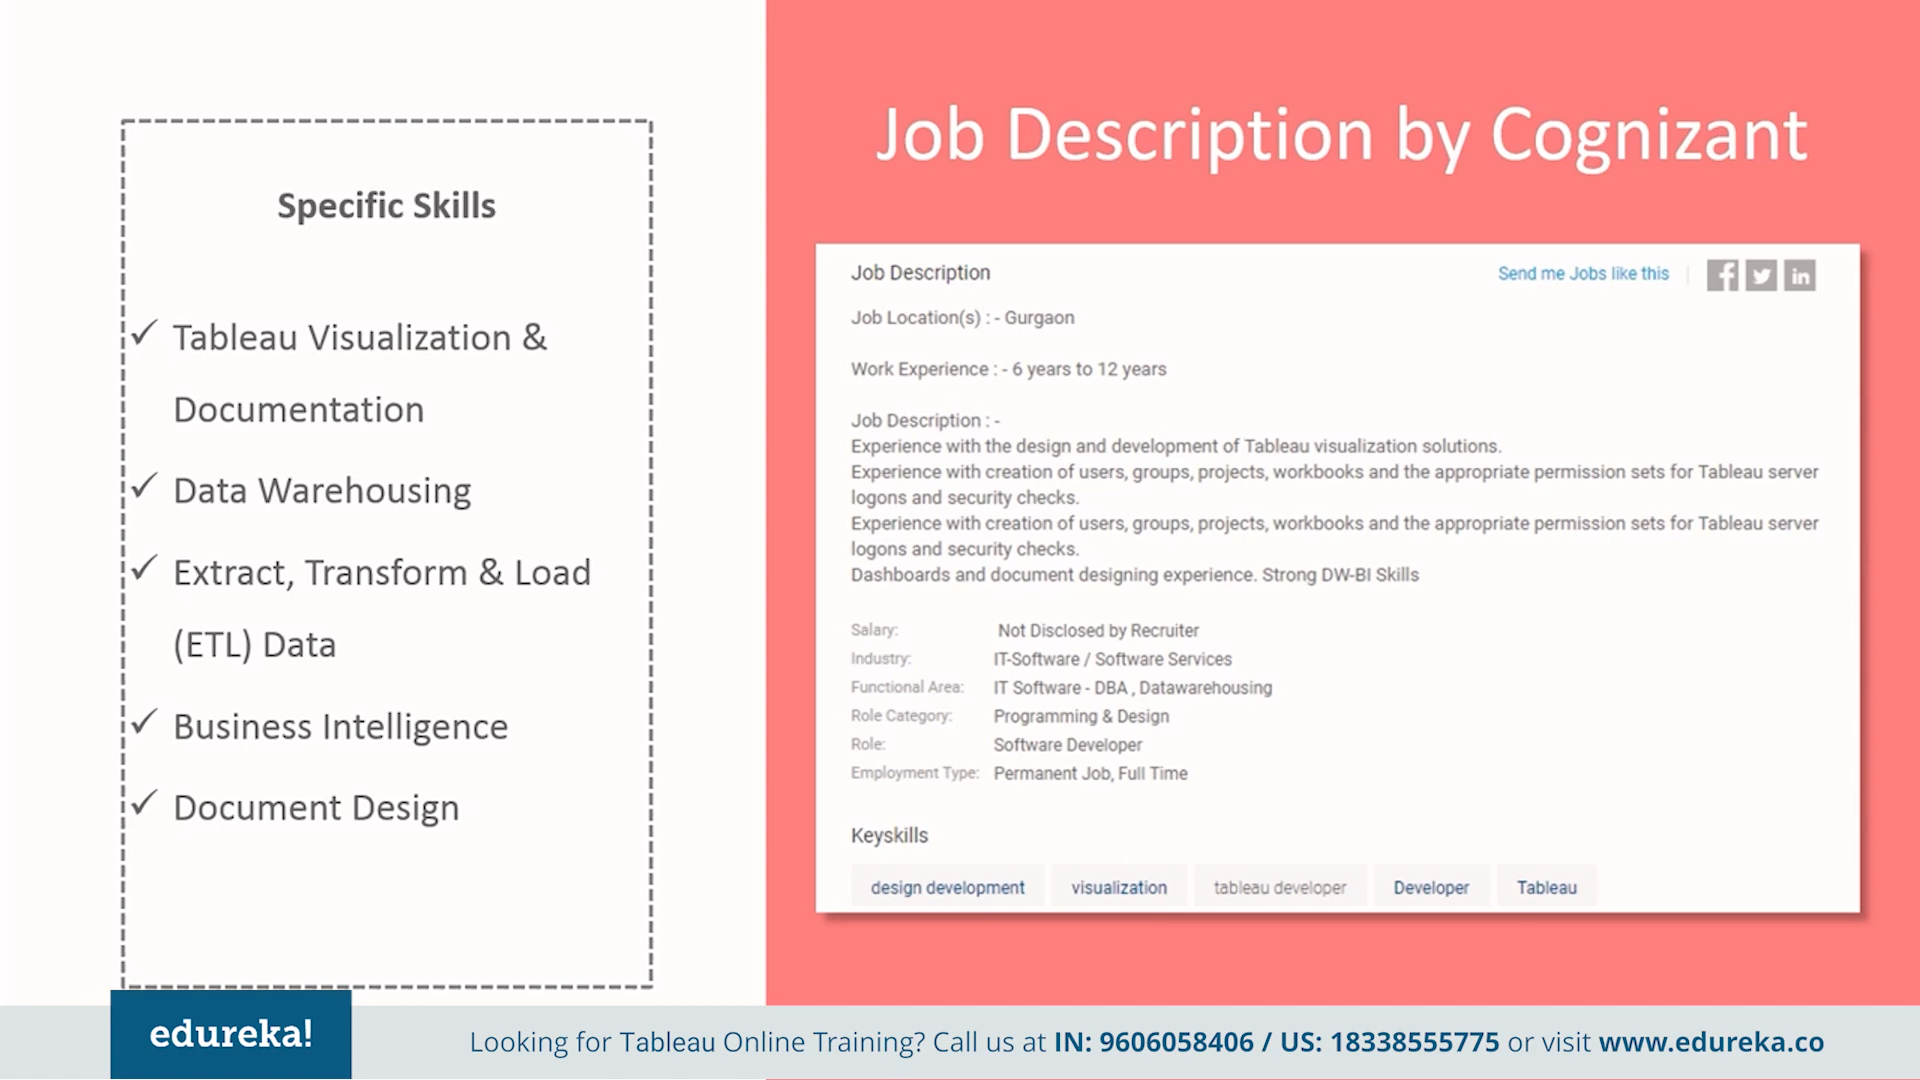 Specific Skills
✓ Tableau Visualization &
Documentation
✓ Data Warehousing
✓ Extract, Transform & Load
(ETL) Data
✓ Business Intelligence
✓ Document Design
Job Description by Cognizant
Job Description
Send me Jobs like this
Job Location(s) : - Gurgaon
Work Experience : - 6 years to 12 years
Job Description : -
Experience with the design and development of Tableau visualization solutions.
Experience with creation of users, groups, projects, workbooks and the appropriate permission sets for Tableau server
logons and security checks.
Experience with creation of users, groups, projects, workbooks and the appropriate permission sets for Tableau server
logons and security checks.
Dashboards and document designing experience. Strong DW-BI Skills
Salary: Not Disclosed by Recruiter
Industry: IT-Software / Software Services
Functional Area: IT Software - DBA , Datawarehousing
Role Category: Programming & Design
Role: Software Developer
Employment Type: Permanent Job, Full Time
Keyskills
design development visualization tableau developer Developer Tableau
edureka!
Looking for Tableau Online Training? Call us at IN: 9606058406 / US: 18338555775 or visit www.edureka.co